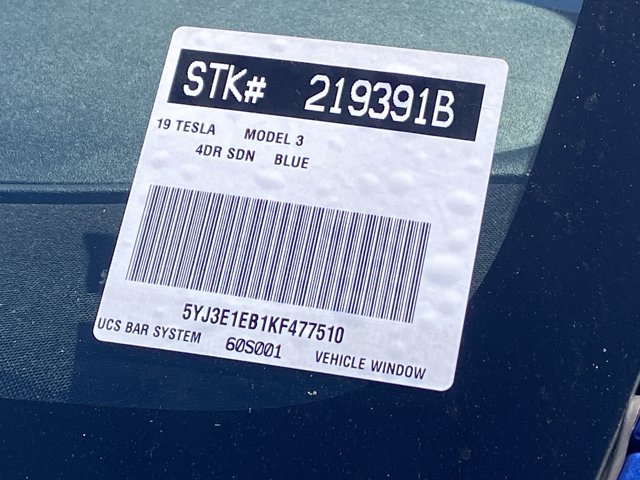 STK# 219391B
19 TESLA MODEL 3
4DR SDN BLUE
5YJ3E1EB1KF477510
UCS BAR SYSTEM 60S001 VEHICLE WINDOW